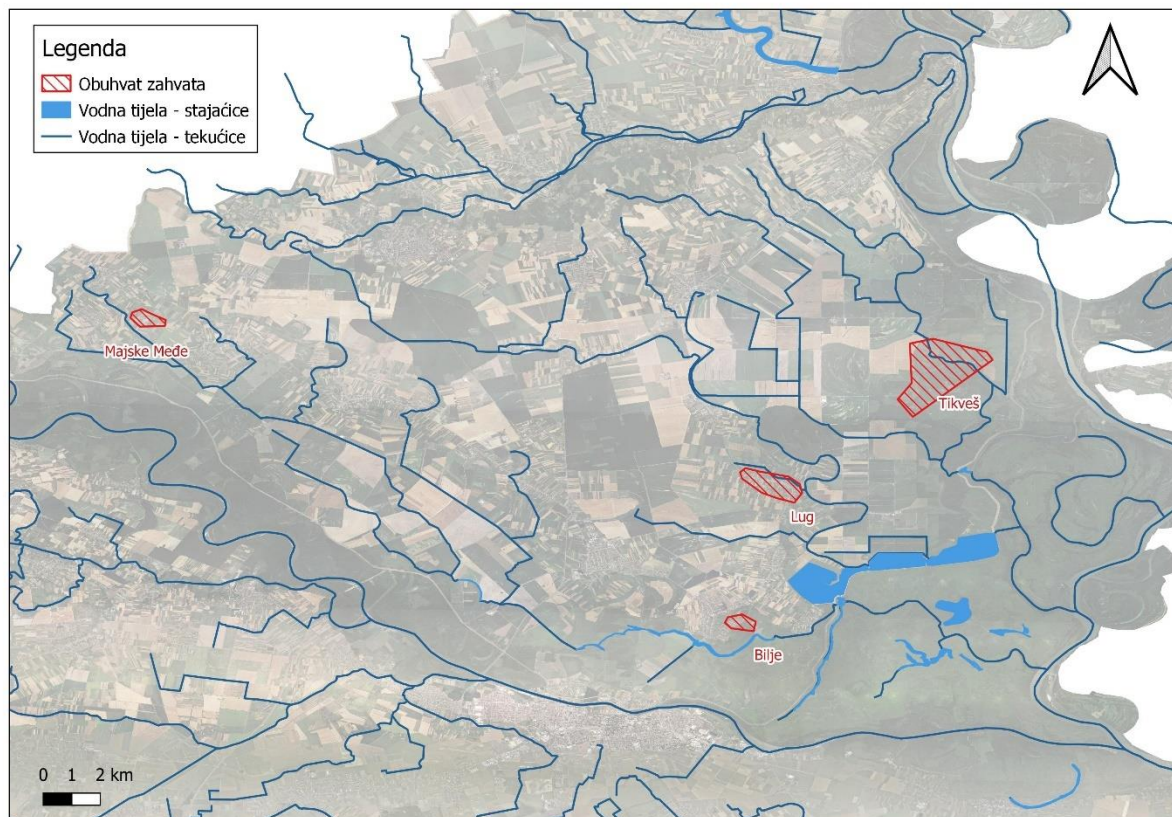 Legenda
Obuhvat zahvata
Vodna tijela - stajaćice
Vodna tijela - tekućice
Majske Međe
Tikveš
Lug
Bilje
0 1 2 km